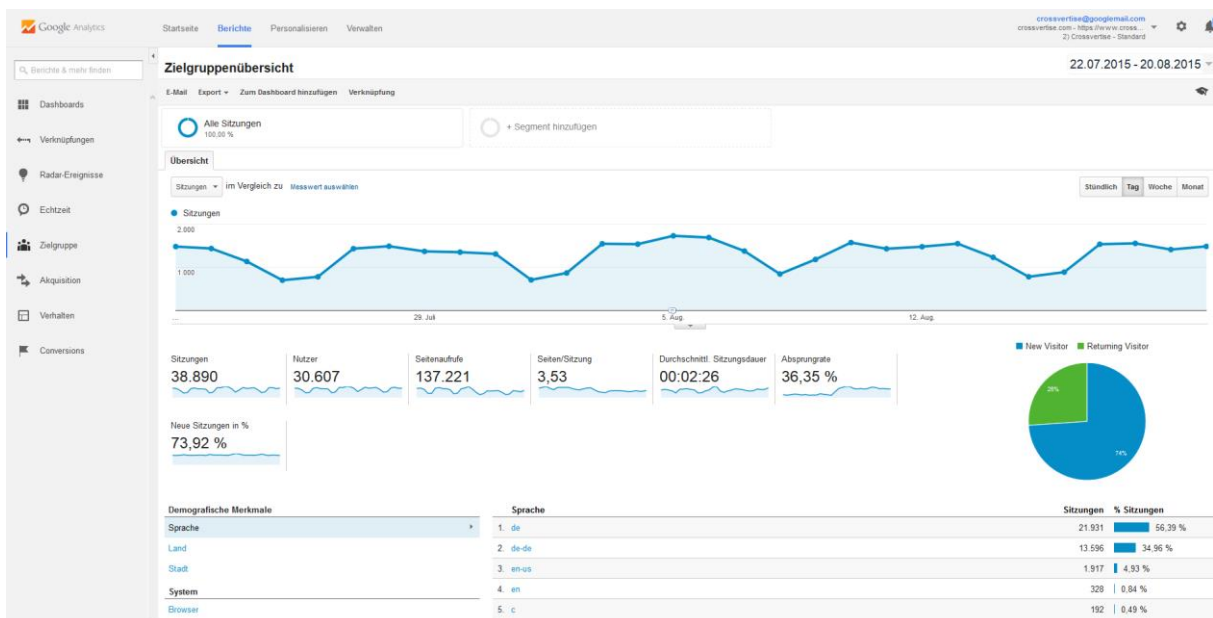 Google Analytics
Startseite Berichte Personalisieren Verwalten
crossvertise@googlemail.com
crossvertise.com - https://www.cross...
2) Crossvertise - Standard
Berichte & mehr finden
Zielgruppenübersicht
22.07.2015 - 20.08.2015
E-Mail Export Zum Dashboard hinzufügen Verknüpfung
Dashboards
Verknüpfungen
Radar-Ereignisse
Echtzeit
Zielgruppe
Akquisition
Verhalten
Conversions
Alle Sitzungen
100,00 %
+ Segment hinzufügen
Übersicht
Sitzungen im Vergleich zu Messwert auswählen
Stündlich Tag Woche Monat
Sitzungen
2.000
1.000
... 29. Juli 5. Aug. 12. Aug.
New Visitor Returning Visitor
26%
74%
Sitzungen
38.890
Nutzer
30.607
Seitenaufrufe
137.221
Seiten/Sitzung
3,53
Durchschnittl. Sitzungsdauer
00:02:26
Absprungrate
36,35 %
Neue Sitzungen in %
73,92 %
Demografische Merkmale
Sprache
Land
Stadt
System
Browser
Sprache Sitzungen % Sitzungen
1. de 21.931 56,39 %
2. de-de 13.596 34,96 %
3. en-us 1.917 4,93 %
4. en 328 0,84 %
5. c 192 0,49 %